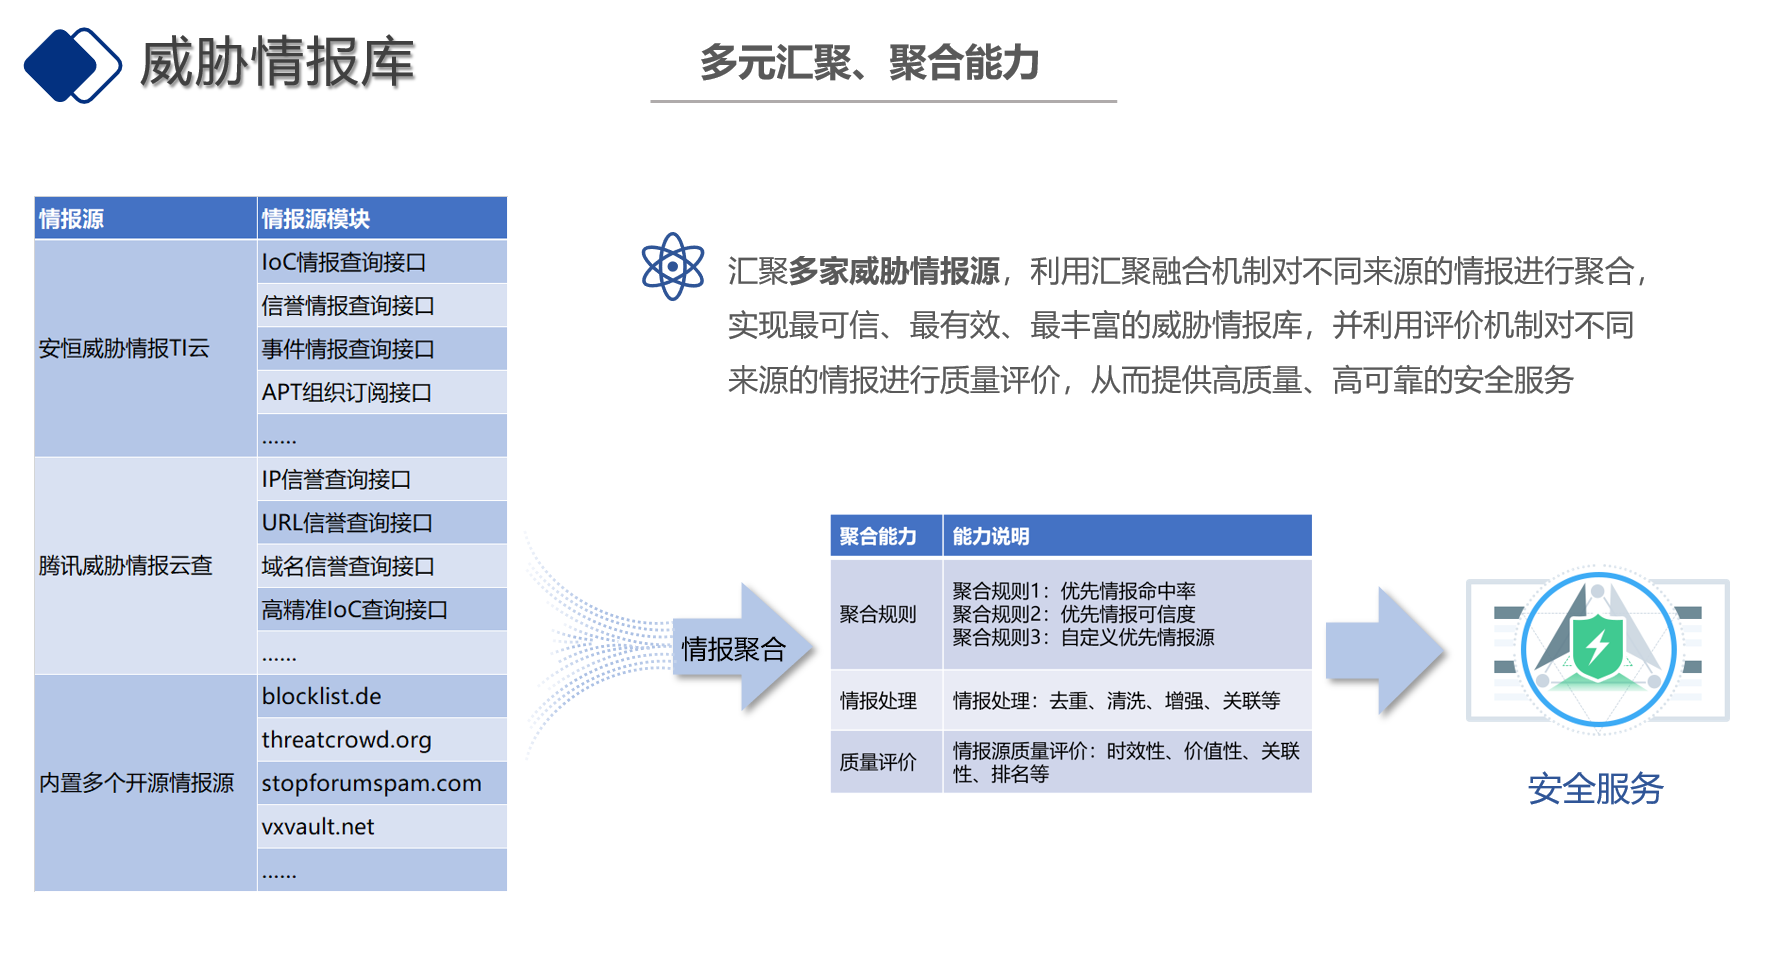 威胁情报库
多元汇聚、聚合能力
情报源 情报源模块
安恒威胁情报TI云
IoC情报查询接口
信誉情报查询接口
事件情报查询接口
APT组织订阅接口
......
腾讯威胁情报云查
IP信誉查询接口
URL信誉查询接口
域名信誉查询接口
高精准IoC查询接口
......
内置多个开源情报源
blocklist.de
threatcrowd.org
stopforumspam.com
vxvault.net
......
汇聚多家威胁情报源，利用汇聚融合机制对不同来源的情报进行聚合，
实现最可信、最有效、最丰富的威胁情报库，并利用评价机制对不同
来源的情报进行质量评价，从而提供高质量、高可靠的安全服务
情报聚合
聚合能力 能力说明
聚合规则
聚合规则1：优先情报命中率
聚合规则2：优先情报可信度
聚合规则3：自定义优先情报源
情报处理 情报处理：去重、清洗、增强、关联等
质量评价
情报源质量评价：时效性、价值性、关联
性、排名等
安全服务